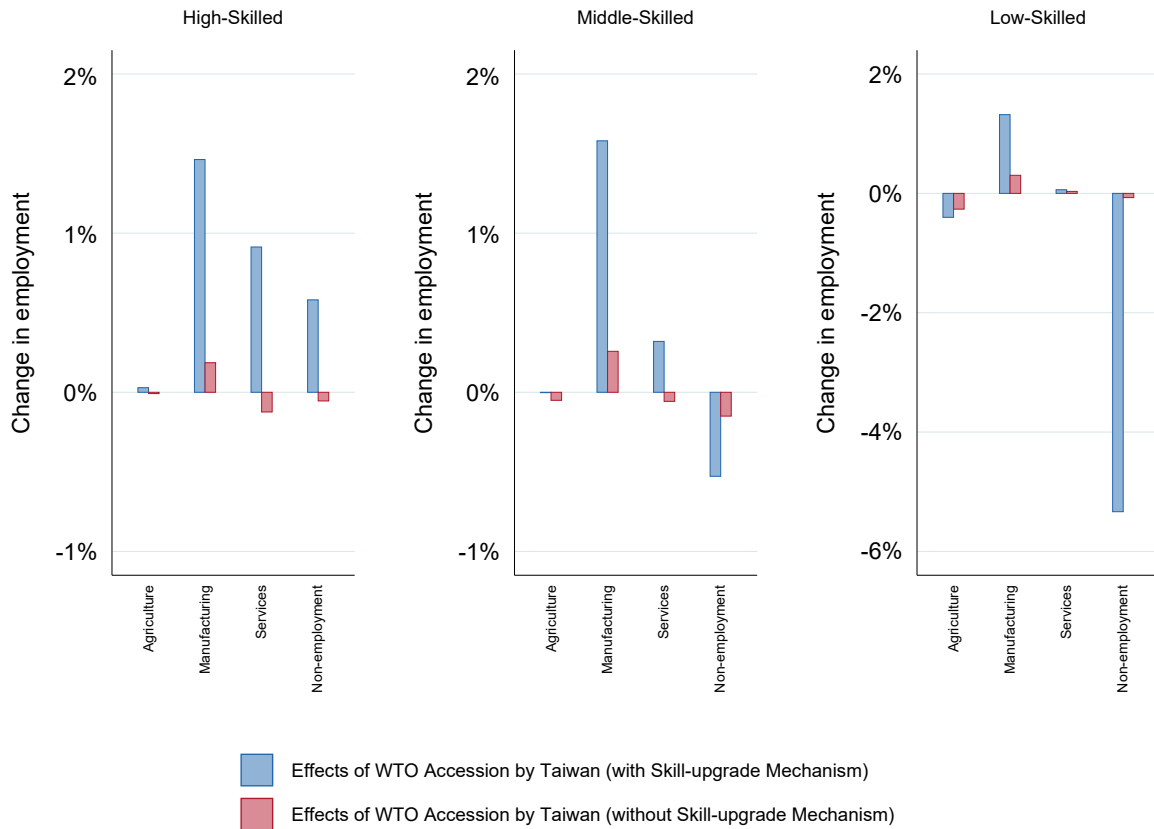 High-Skilled
Change in employment
2%
1%
0%
-1%
Agriculture
Manufacturing
Services
Non-employment
Middle-Skilled
Change in employment
2%
1%
0%
-1%
Agriculture
Manufacturing
Services
Non-employment
Low-Skilled
Change in employment
2%
0%
-2%
-4%
-6%
Agriculture
Manufacturing
Services
Non-employment
Effects of WTO Accession by Taiwan (with Skill-upgrade Mechanism)
Effects of WTO Accession by Taiwan (without Skill-upgrade Mechanism)